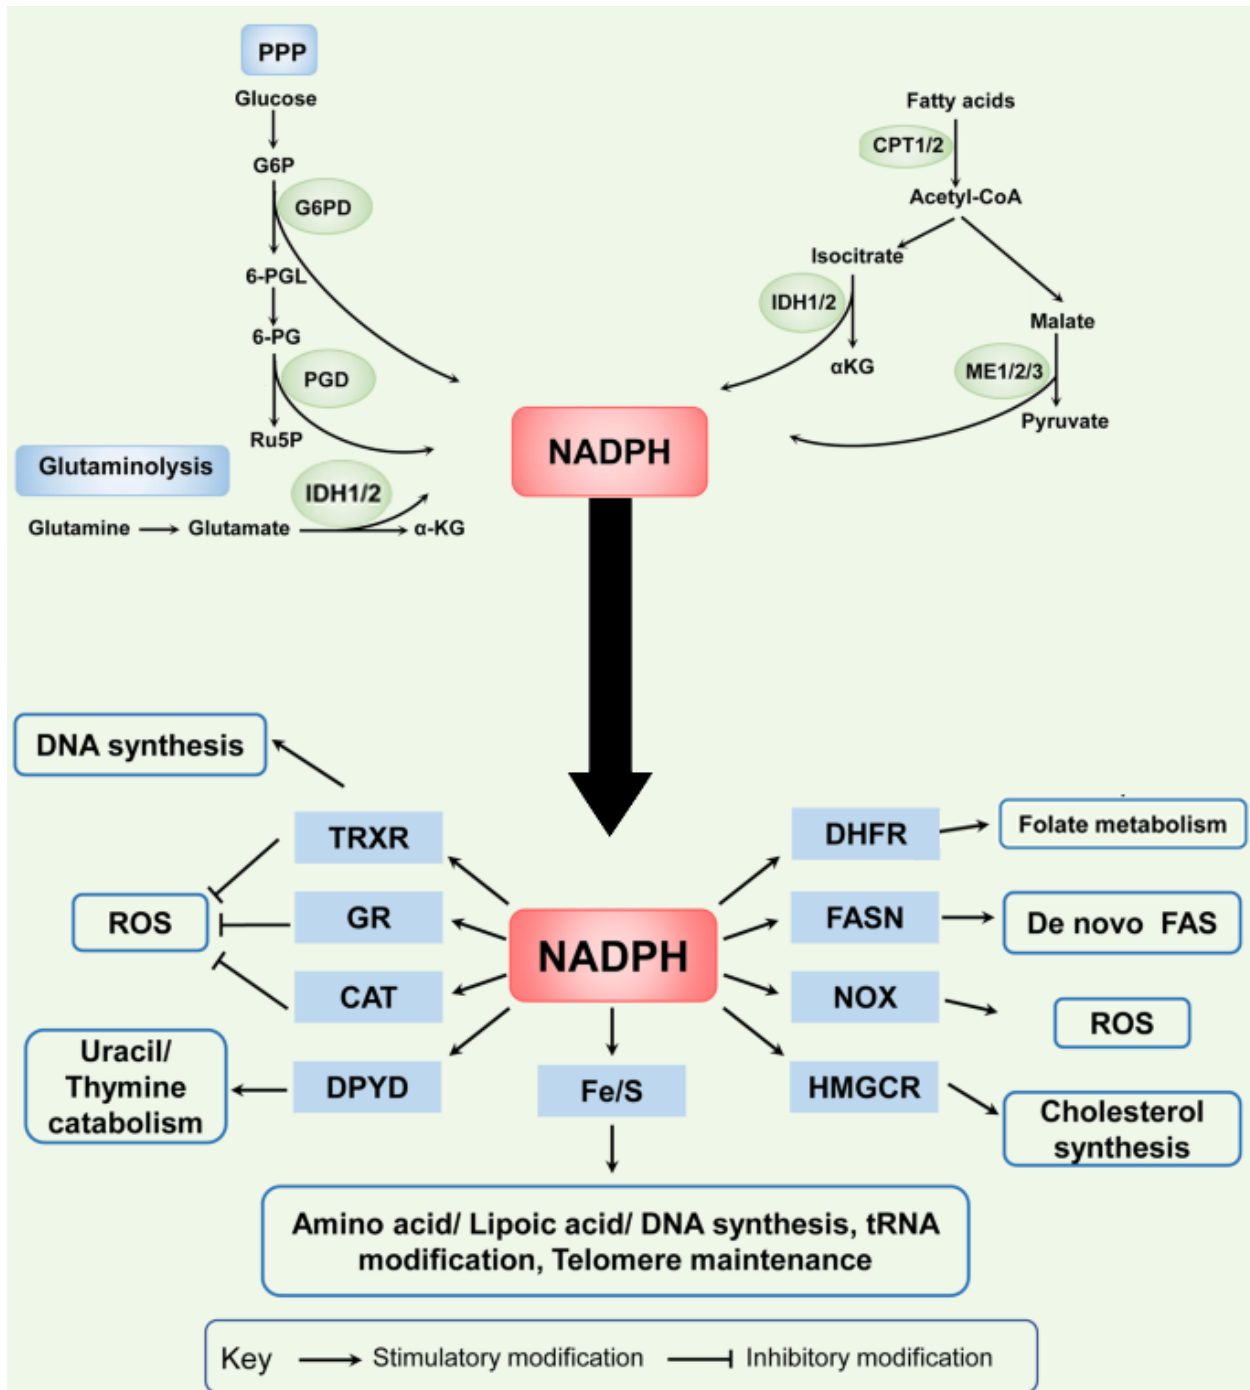 PPP
Glucose
G6P
G6PD
6-PGL
6-PG
PGD
Ru5P
Glutaminolysis
IDH1/2
Glutamine
Glutamate
α-KG
Fatty acids
CPT1/2
Acetyl-CoA
Isocitrate
IDH1/2
αKG
Malate
ME1/2/3
Pyruvate
NADPH
DNA synthesis
TRXR
ROS
GR
CAT
Uracil/
Thymine
catabolism
DPYD
NADPH
Fe/S
DHFR
Folate metabolism
FASN
De novo FAS
NOX
ROS
HMGCR
Cholesterol
synthesis
Amino acid/ Lipoic acid/ DNA synthesis, tRNA
modification, Telomere maintenance
Key
Stimulatory modification
Inhibitory modification